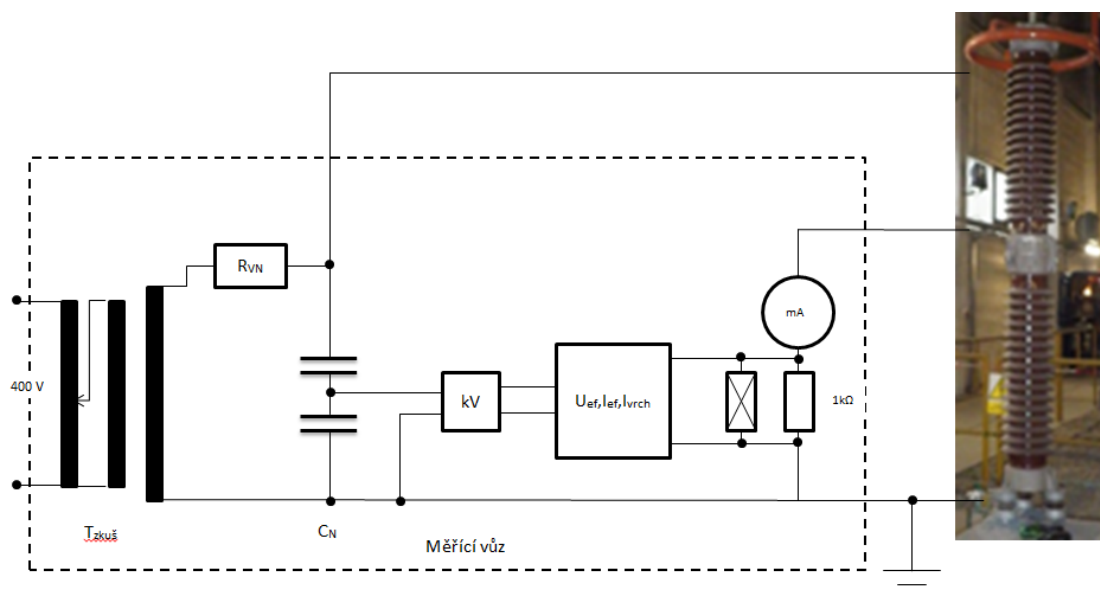 RVN
mA
400 V
kV
Uef,Ief,Ivrch
1kΩ
Tzkuš
CN
Měřící vůz